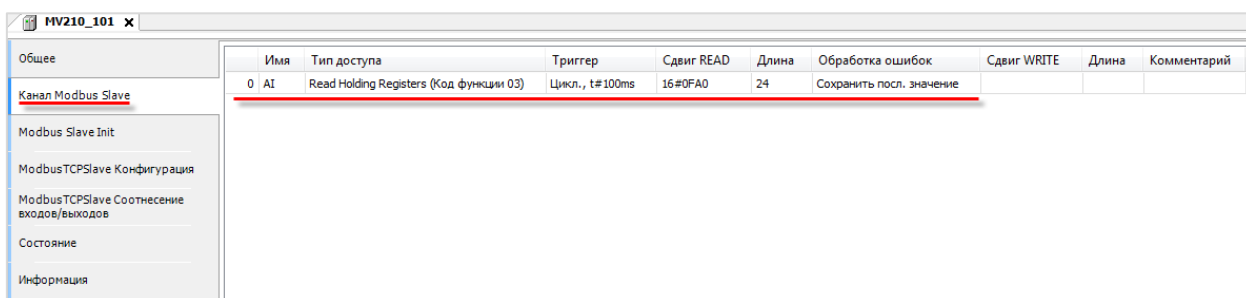 MV210_101 x
Общее
Канал Modbus Slave
Modbus Slave Init
ModbusTCPSlave Конфигурация
ModbusTCPSlave Соотнесение
входов/выходов
Состояние
Информация
Имя Тип доступа Триггер Сдвиг READ Длина Обработка ошибок Сдвиг WRITE Длина Комментарий
0 AI Read Holding Registers (Код функции 03) Цикл., t#100ms 16#0FA0 24 Сохранить посл. значение